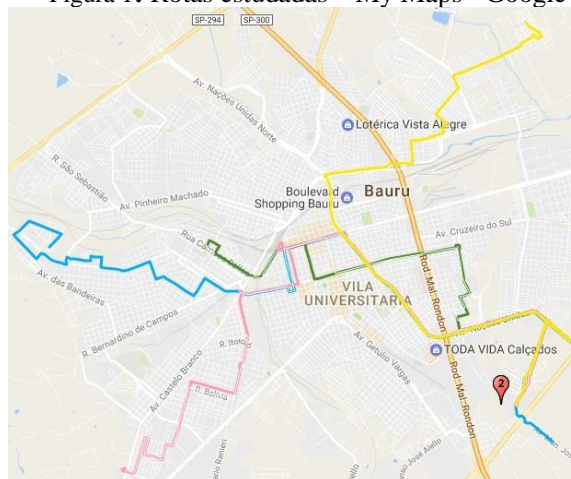 Figura 1: Rotas estudadas – My Maps - Google
SP-294
SP-300
Av. Nações Unidas Norte
Lotérica Vista Alegre
R. São Sebastião
Av. Pinheiro Machado
Boulevard
Shopping Bauru
Bauru
Av. Cruzeiro do Sul
Av. das Bandeiras
VILA
UNIVERSITARIA
Rod. Mal. Rondon
R. Bernardino de Campos
TODA VIDA Calçados
Av. Getúlio Vargas
Av. Castelo Branco
R. Bolívia
2
Rod. Mal. Rondon